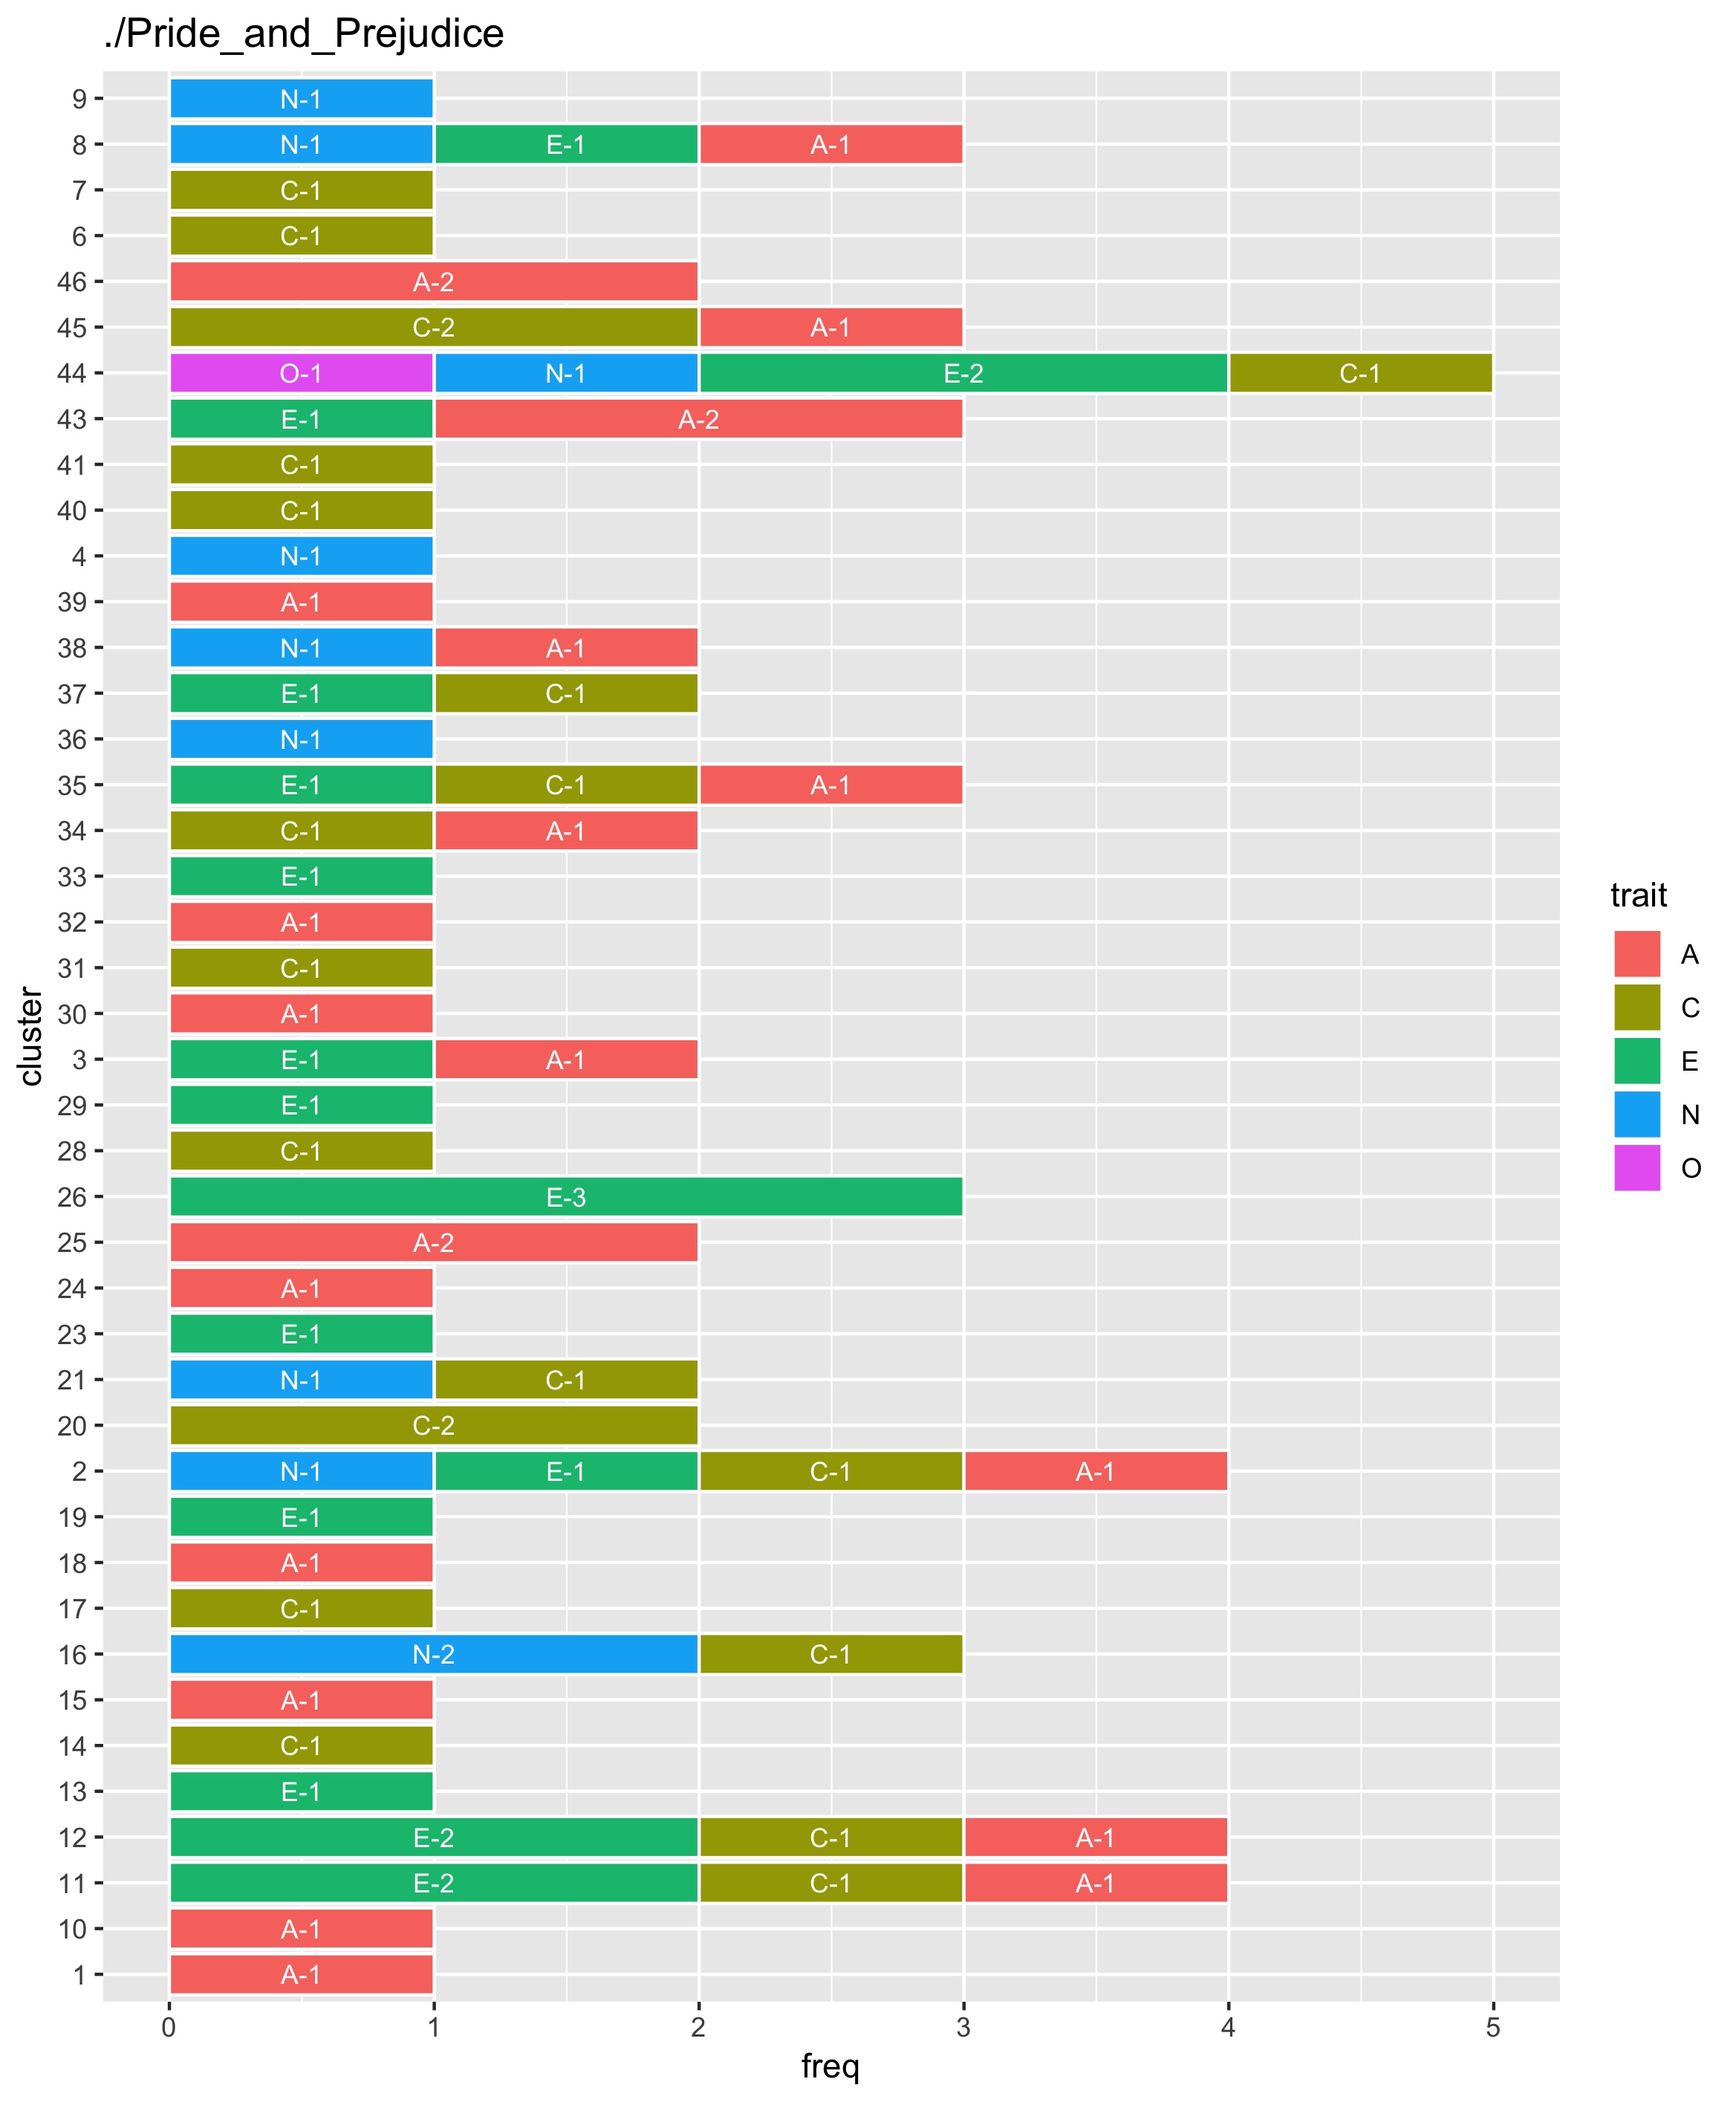 ./Pride_and_Prejudice
9 N-1
8 N-1 E-1 A-1
7 C-1
6 C-1
46 A-2
45 C-2 A-1
44 O-1 N-1 E-2 C-1
43 E-1 A-2
41 C-1
40 C-1
4 N-1
39 A-1
38 N-1 A-1
37 E-1 C-1
36 N-1
35 E-1 C-1 A-1
34 C-1 A-1
33 E-1
32 A-1
31 C-1
30 A-1
3 E-1 A-1
29 E-1
28 C-1
26 E-3
25 A-2
24 A-1
23 E-1
21 N-1 C-1
20 C-2
2 N-1 E-1 C-1 A-1
19 E-1
18 A-1
17 C-1
16 N-2 C-1
15 A-1
14 C-1
13 E-1
12 E-2 C-1 A-1
11 E-2 C-1 A-1
10 A-1
1 A-1
0 1 2 3 4 5
freq
cluster
trait
A
C
E
N
O